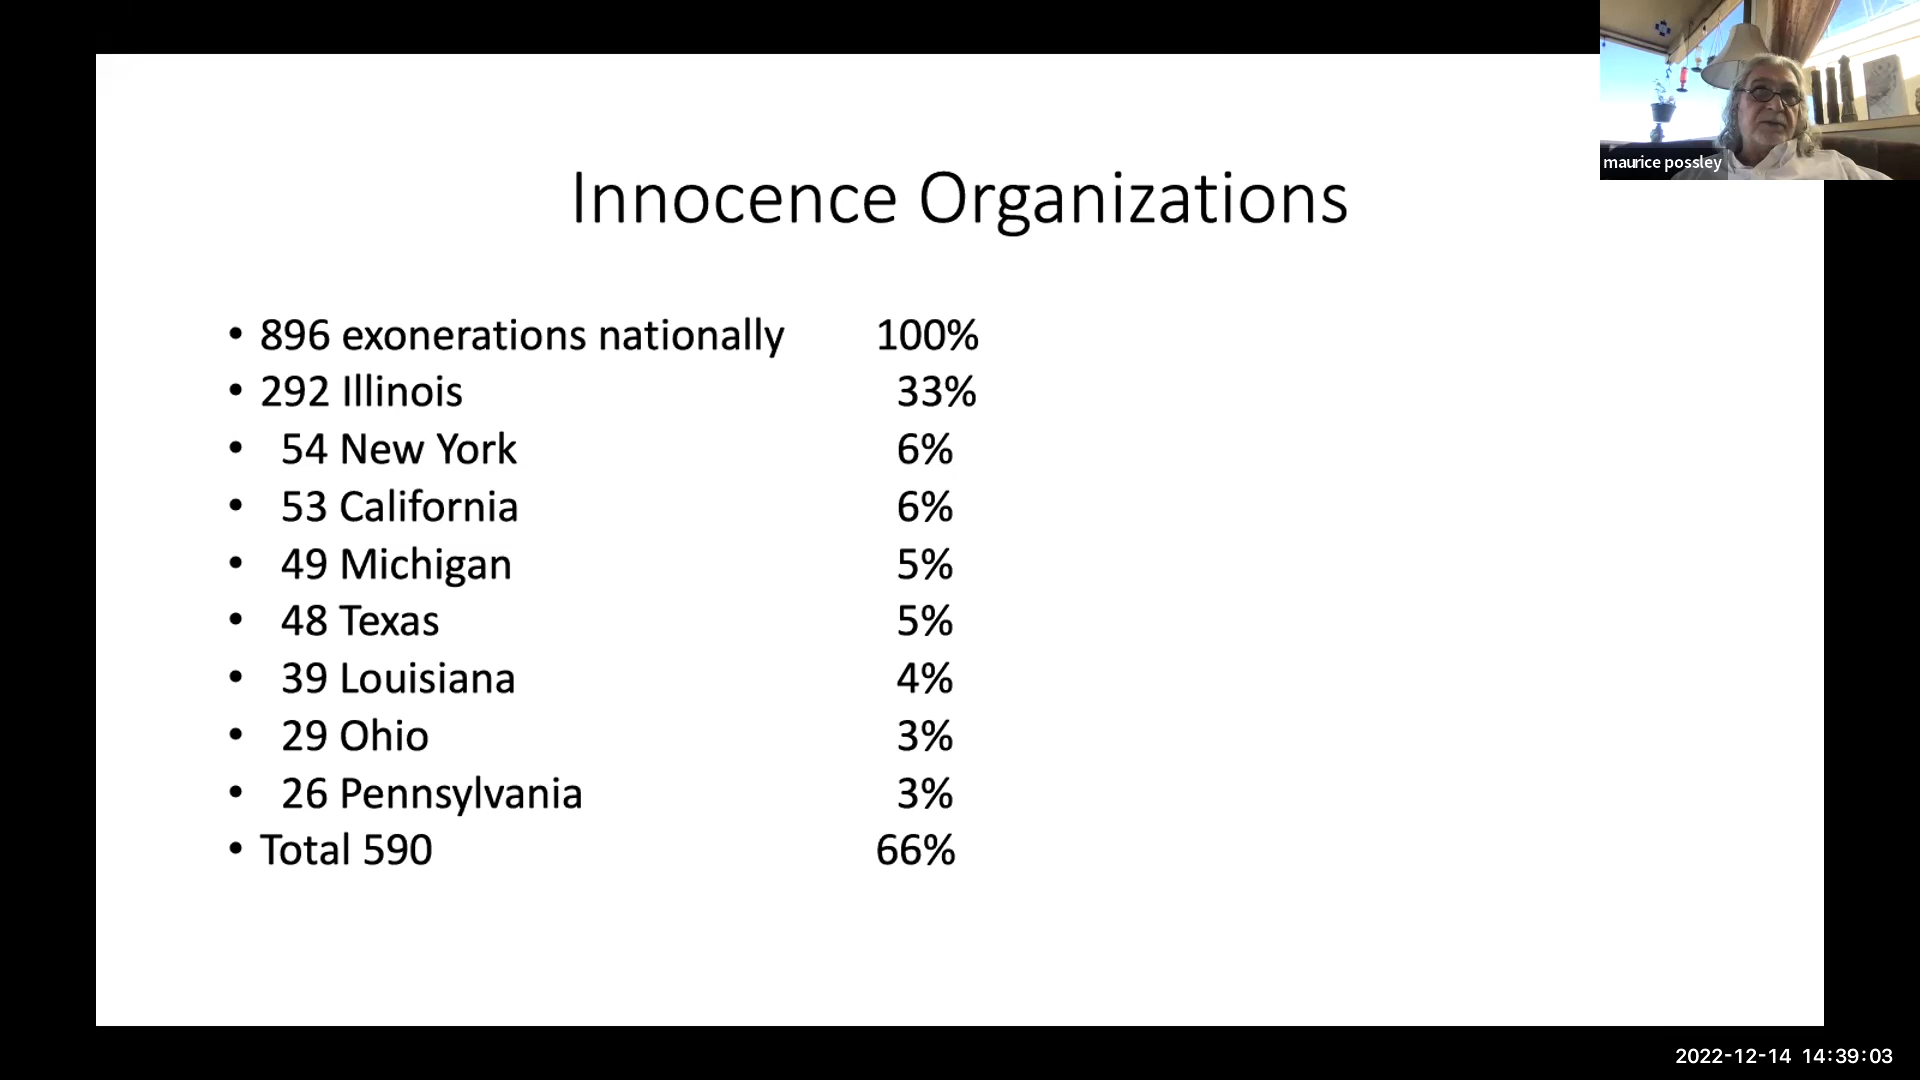 maurice possley
Innocence Organizations
• 896 exonerations nationally 100%
• 292 Illinois 33%
• 54 New York 6%
• 53 California 6%
• 49 Michigan 5%
• 48 Texas 5%
• 39 Louisiana 4%
• 29 Ohio 3%
• 26 Pennsylvania 3%
• Total 590 66%
2022-12-14 14:39:03